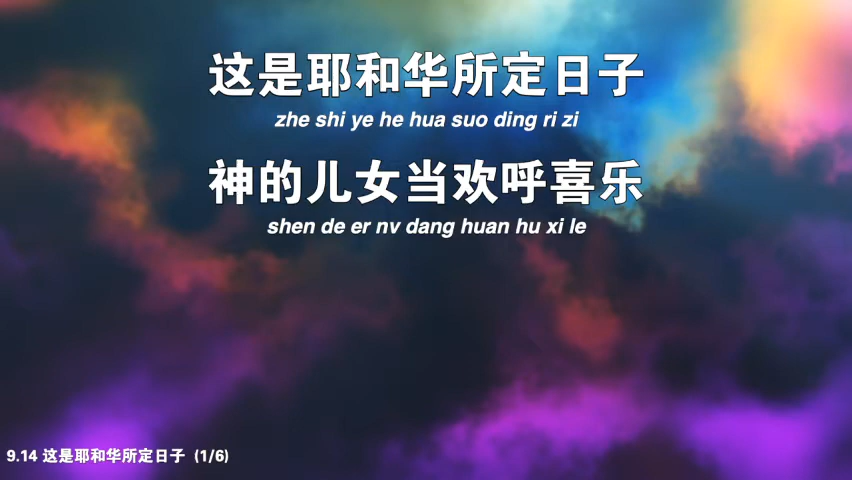 这是耶和华所定日子
zhe shi ye he hua suo ding ri zi
神的儿女当欢呼喜乐
shen de er nv dang huan hu xi le
9.14 这是耶和华所定日子 (1/6)